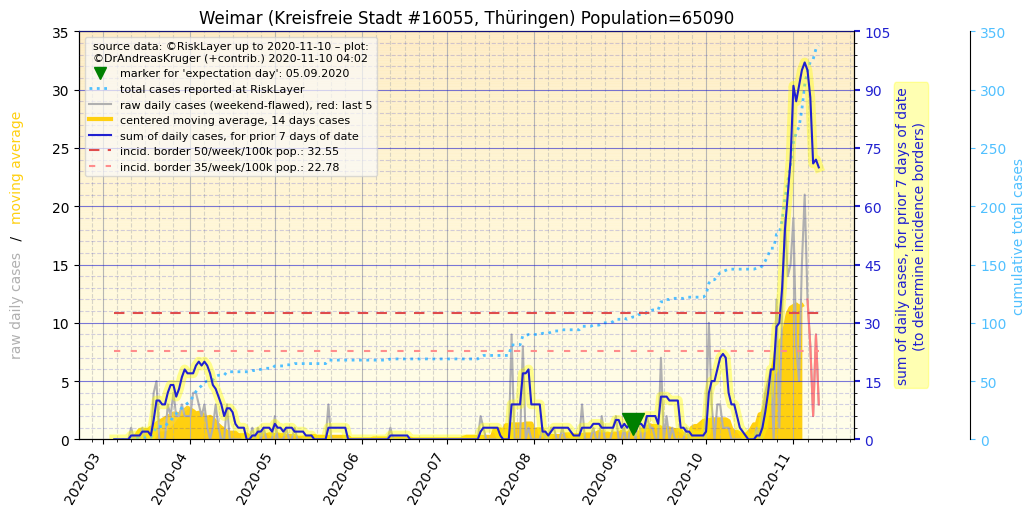 Weimar (Kreisfreie Stadt #16055, Thüringen) Population=65090
source data: ©RiskLayer up to 2020-11-10 – plot:
©DrAndreasKruger (+contrib.) 2020-11-10 04:02
marker for 'expectation day': 05.09.2020
total cases reported at RiskLayer
raw daily cases (weekend-flawed), red: last 5
centered moving average, 14 days cases
sum of daily cases, for prior 7 days of date
incid. border 50/week/100k pop.: 32.55
incid. border 35/week/100k pop.: 22.78
raw daily cases / moving average
35
30
25
20
15
10
5
0
2020-03
2020-04
2020-05
2020-06
2020-07
2020-08
2020-09
2020-10
2020-11
105
90
75
60
45
30
15
0
sum of daily cases, for prior 7 days of date
(to determine incidence borders)
350
300
250
200
150
100
50
0
cumulative total cases